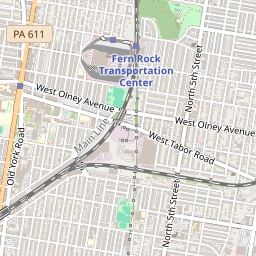 PA 611
Fern Rock
Transportation
Center
North 5th Street
West Olney Avenue
West Olney Avenue
West Tabor Road
Main Line
Old York Road
North 5th Street